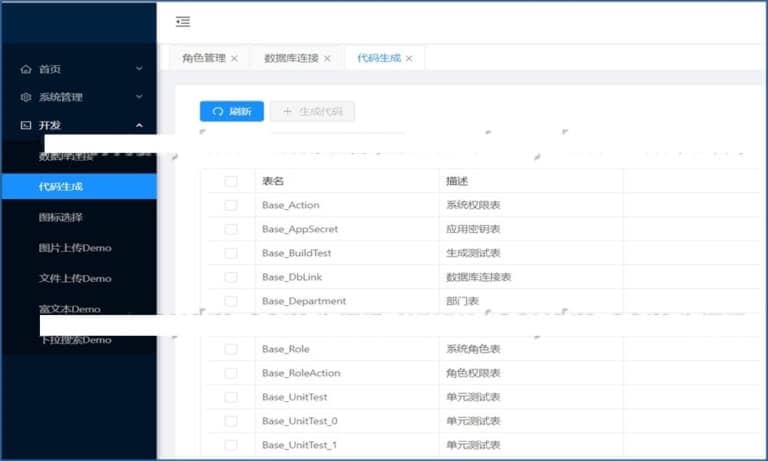 角色管理 数据库连接 代码生成
首页
系统管理
开发
数据库连接
代码生成
图标选择
图片上传Demo
文件上传Demo
富文本Demo
下拉搜索Demo
刷新 生成代码
表名 描述
Base_Action 系统权限表
Base_AppSecret 应用密钥表
Base_BuildTest 生成测试表
Base_DbLink 数据库连接表
Base_Department 部门表
Base_Role 系统角色表
Base_RoleAction 角色权限表
Base_UnitTest 单元测试表
Base_UnitTest_0 单元测试表
Base_UnitTest_1 单元测试表